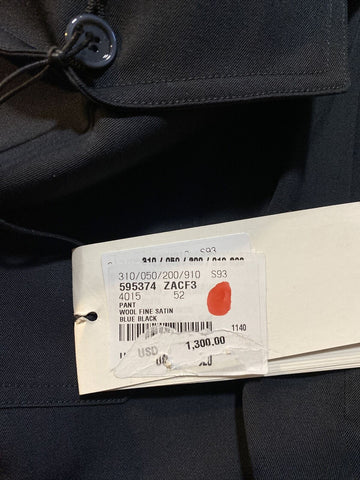 310/050/200/910 S93
595374 ZACF3
4015 52
PANT
WOOL FINE SATIN
BLUE BLACK
1140
USD 1,300.00